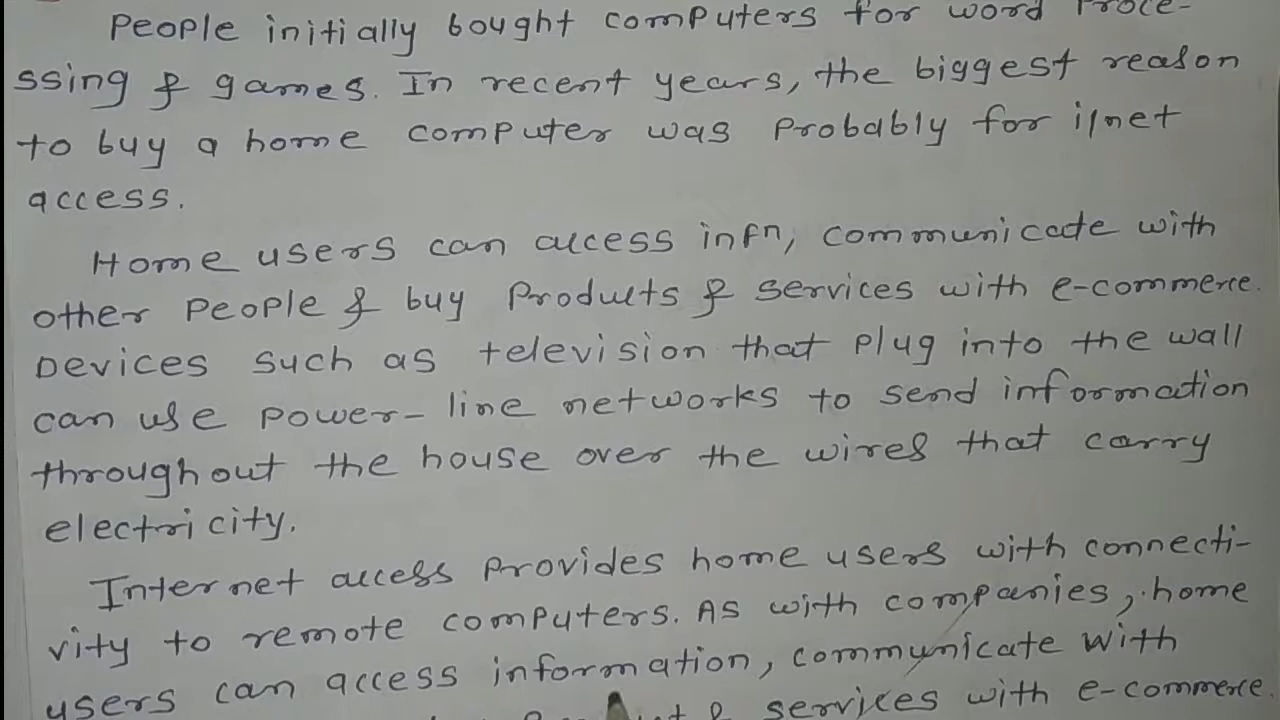 People initially bought computers for word Proce-
ssing & games. In recent years, the biggest reason
to buy a home computer was Probably for i/net
access.
Home users can access infn, communicate with
other People & buy Products & services with e-commerce.
Devices such as television that plug into the wall
can use power-line networks to send information
throughout the house over the wires that carry
electricity.
Internet access Provides home users with connecti-
vity to remote computers. As with companies, home
users can access information, communicate with
& services with e-commerce.